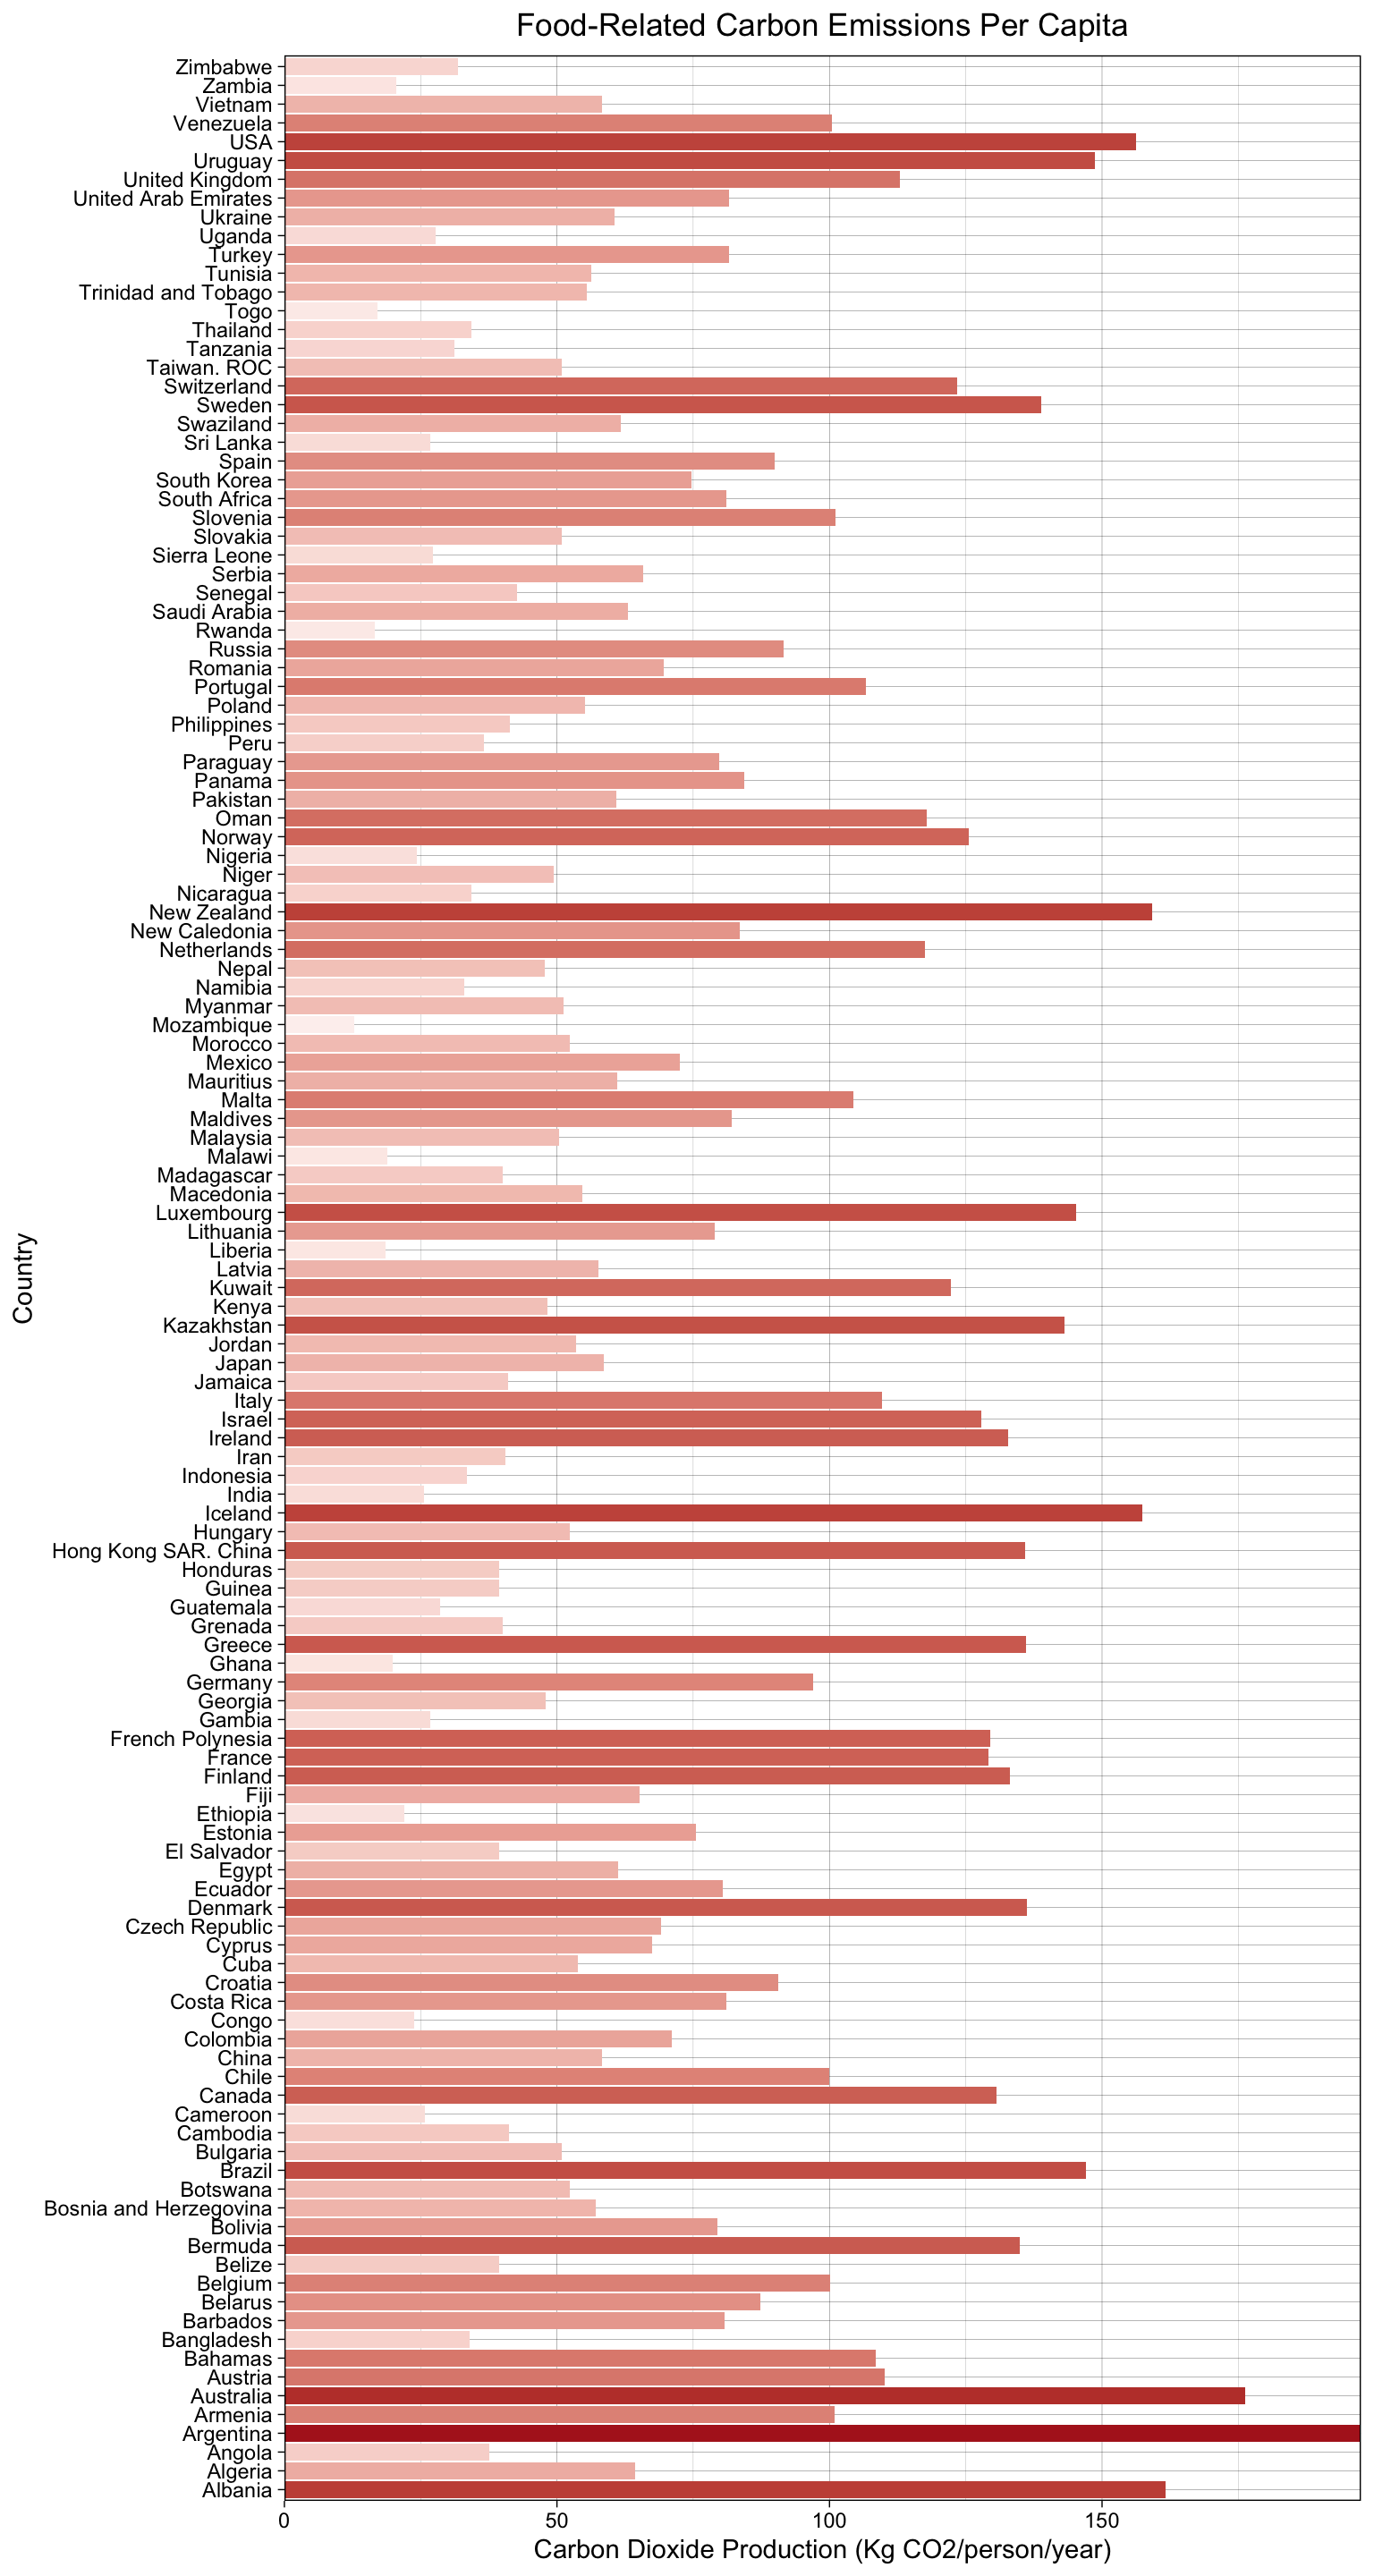 Food-Related Carbon Emissions Per Capita
Zimbabwe
Zambia
Vietnam
Venezuela
USA
Uruguay
United Kingdom
United Arab Emirates
Ukraine
Uganda
Turkey
Tunisia
Trinidad and Tobago
Togo
Thailand
Tanzania
Taiwan. ROC
Switzerland
Sweden
Swaziland
Sri Lanka
Spain
South Korea
South Africa
Slovenia
Slovakia
Sierra Leone
Serbia
Senegal
Saudi Arabia
Rwanda
Russia
Romania
Portugal
Poland
Philippines
Peru
Paraguay
Panama
Pakistan
Oman
Norway
Nigeria
Niger
Nicaragua
New Zealand
New Caledonia
Netherlands
Nepal
Namibia
Myanmar
Mozambique
Morocco
Mexico
Mauritius
Malta
Maldives
Malaysia
Malawi
Madagascar
Macedonia
Luxembourg
Lithuania
Liberia
Latvia
Kuwait
Kenya
Kazakhstan
Jordan
Japan
Jamaica
Italy
Israel
Ireland
Iran
Indonesia
India
Iceland
Hungary
Hong Kong SAR. China
Honduras
Guinea
Guatemala
Grenada
Greece
Ghana
Germany
Georgia
Gambia
French Polynesia
France
Finland
Fiji
Ethiopia
Estonia
El Salvador
Egypt
Ecuador
Denmark
Czech Republic
Cyprus
Cuba
Croatia
Costa Rica
Congo
Colombia
China
Chile
Canada
Cameroon
Cambodia
Bulgaria
Brazil
Botswana
Bosnia and Herzegovina
Bolivia
Bermuda
Belize
Belgium
Belarus
Barbados
Bangladesh
Bahamas
Austria
Australia
Armenia
Argentina
Angola
Algeria
Albania
Country
0 50 100 150
Carbon Dioxide Production (Kg CO2/person/year)